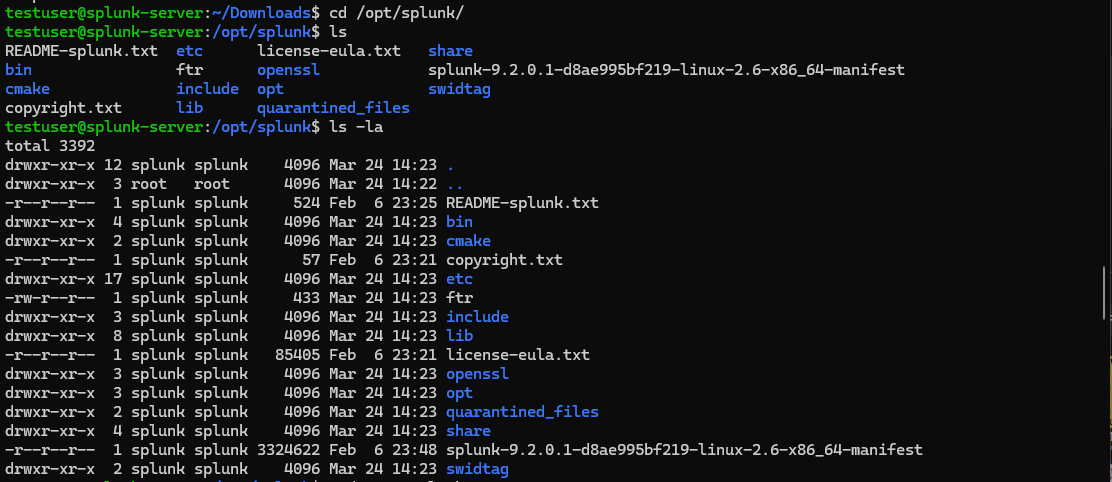 testuser@splunk-server:~/Downloads$ cd /opt/splunk/
testuser@splunk-server:/opt/splunk$ ls
README-splunk.txt  etc      license-eula.txt   share
bin                ftr      openssl            splunk-9.2.0.1-d8ae995bf219-linux-2.6-x86_64-manifest
cmake              include  opt                swidtag
copyright.txt      lib      quarantined_files
testuser@splunk-server:/opt/splunk$ ls -la
total 3392
drwxr-xr-x 12 splunk splunk    4096 Mar 24 14:23 .
drwxr-xr-x  3 root   root      4096 Mar 24 14:22 ..
-r--r--r--  1 splunk splunk     524 Feb  6 23:25 README-splunk.txt
drwxr-xr-x  4 splunk splunk    4096 Mar 24 14:23 bin
drwxr-xr-x  2 splunk splunk    4096 Mar 24 14:23 cmake
-r--r--r--  1 splunk splunk      57 Feb  6 23:21 copyright.txt
drwxr-xr-x 17 splunk splunk    4096 Mar 24 14:23 etc
-rw-r--r--  1 splunk splunk     433 Mar 24 14:23 ftr
drwxr-xr-x  3 splunk splunk    4096 Mar 24 14:23 include
drwxr-xr-x  8 splunk splunk    4096 Mar 24 14:23 lib
-r--r--r--  1 splunk splunk   85405 Feb  6 23:21 license-eula.txt
drwxr-xr-x  3 splunk splunk    4096 Mar 24 14:23 openssl
drwxr-xr-x  3 splunk splunk    4096 Mar 24 14:23 opt
drwxr-xr-x  2 splunk splunk    4096 Mar 24 14:23 quarantined_files
drwxr-xr-x  4 splunk splunk    4096 Mar 24 14:23 share
-r--r--r--  1 splunk splunk 3324622 Feb  6 23:48 splunk-9.2.0.1-d8ae995bf219-linux-2.6-x86_64-manifest
drwxr-xr-x  2 splunk splunk    4096 Mar 24 14:23 swidtag